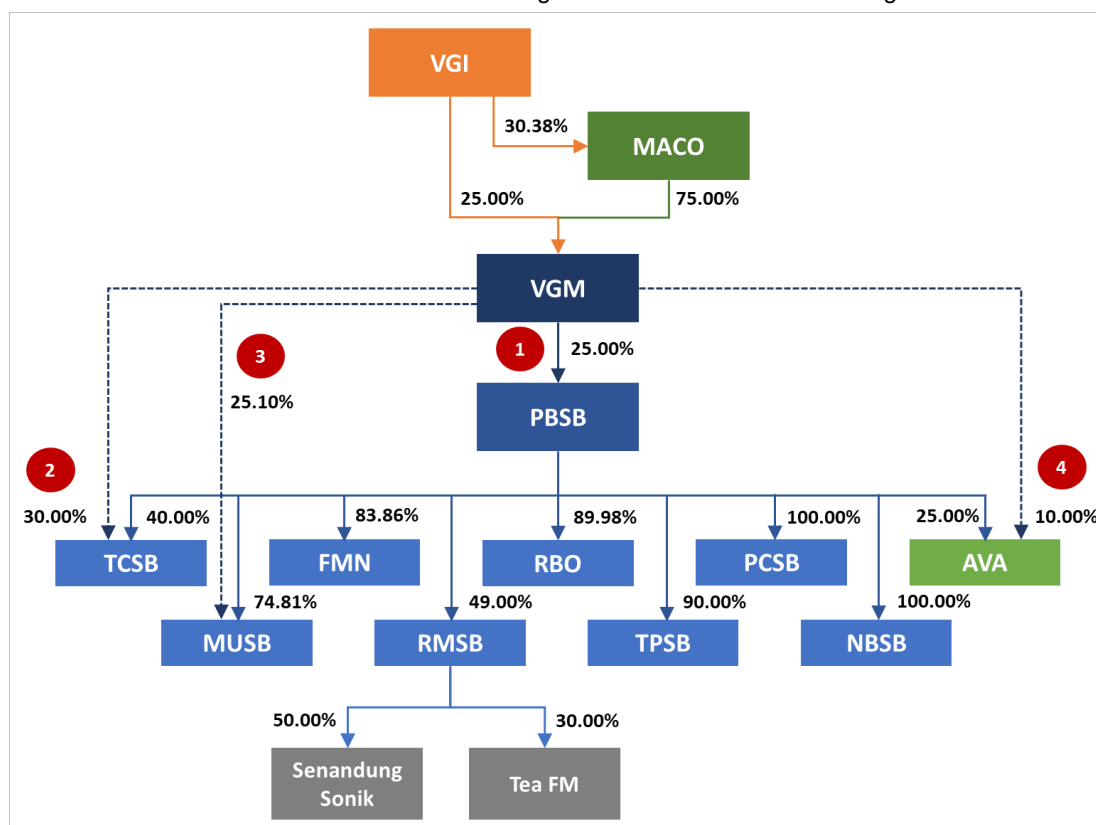 VGI
30.38%
MACO
25.00%
75.00%
VGM
1
25.00%
3
25.10%
PBSB
2
4
30.00%
40.00%
83.86%
89.98%
100.00%
25.00%
10.00%
TCSB
FMN
RBO
PCSB
AVA
74.81%
49.00%
90.00%
100.00%
MUSB
RMSB
TPSB
NBSB
50.00%
30.00%
Senandung
Sonik
Tea FM